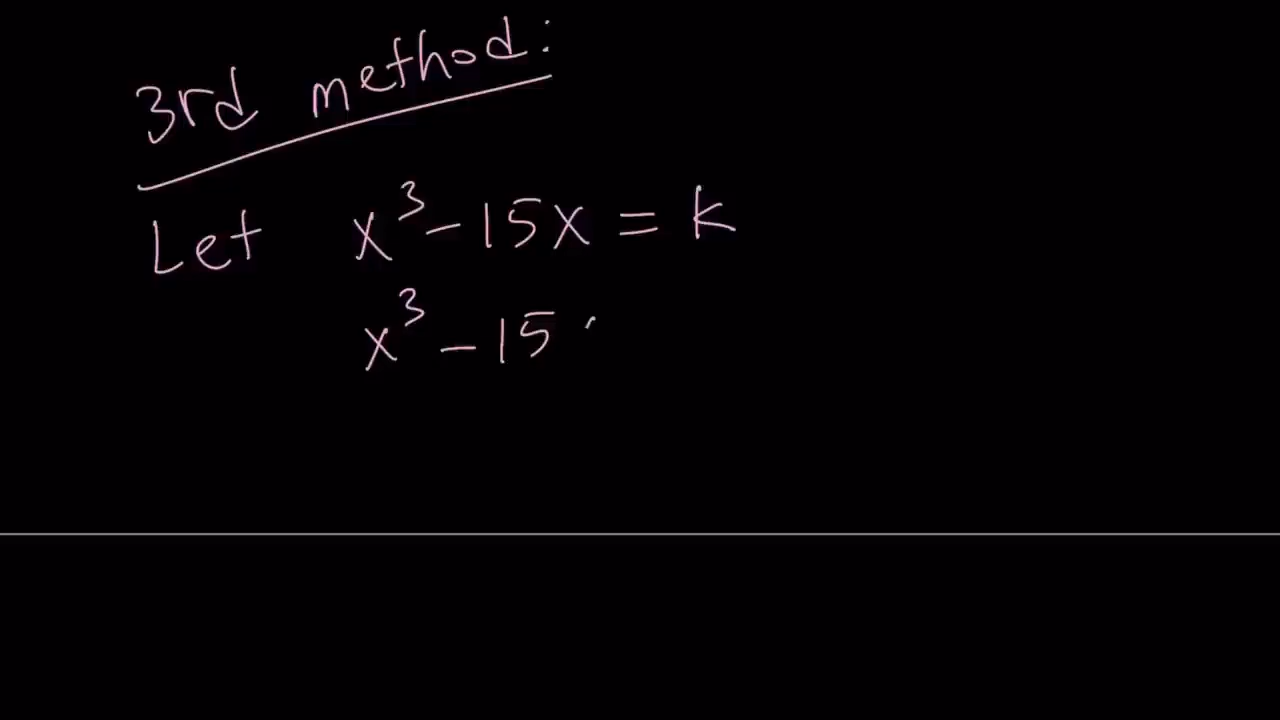 3rd method:
Let x³ - 15x = k
x³ - 15